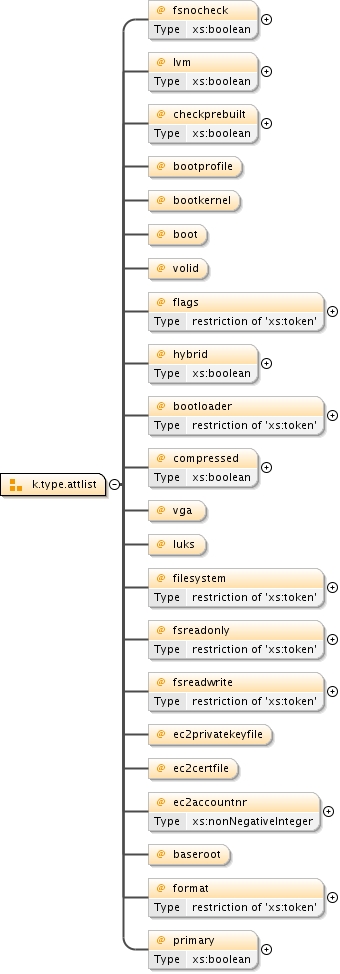 @ fsnocheck
Type xs:boolean
@ lvm
Type xs:boolean
@ checkprebuilt
Type xs:boolean
@ bootprofile
@ bootkernel
@ boot
@ volid
@ flags
Type restriction of 'xs:token'
@ hybrid
Type xs:boolean
@ bootloader
Type restriction of 'xs:token'
@ compressed
Type xs:boolean
k.type.attlist
@ vga
@ luks
@ filesystem
Type restriction of 'xs:token'
@ fsreadonly
Type restriction of 'xs:token'
@ fsreadwrite
Type restriction of 'xs:token'
@ ec2privatekeyfile
@ ec2certfile
@ ec2accountnr
Type xs:nonNegativeInteger
@ baseroot
@ format
Type restriction of 'xs:token'
@ primary
Type xs:boolean